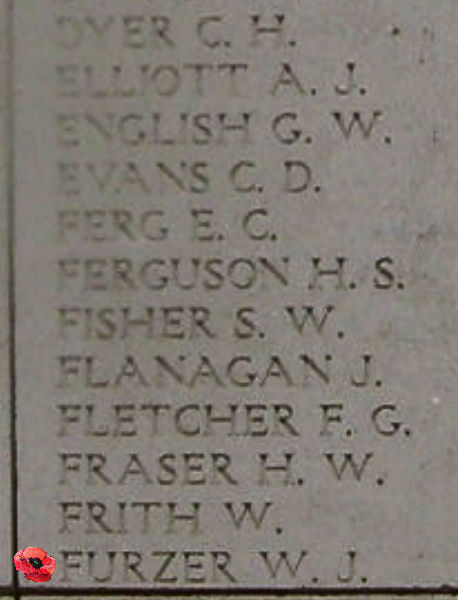 DYER C. H.
ELLIOTT A. J.
ENGLISH G. W.
EVANS C. D.
FERG E. C.
FERGUSON H. S.
FISHER S. W.
FLANAGAN J.
FLETCHER F. G.
FRASER H. W.
FRITH W.
FURZER W. J.